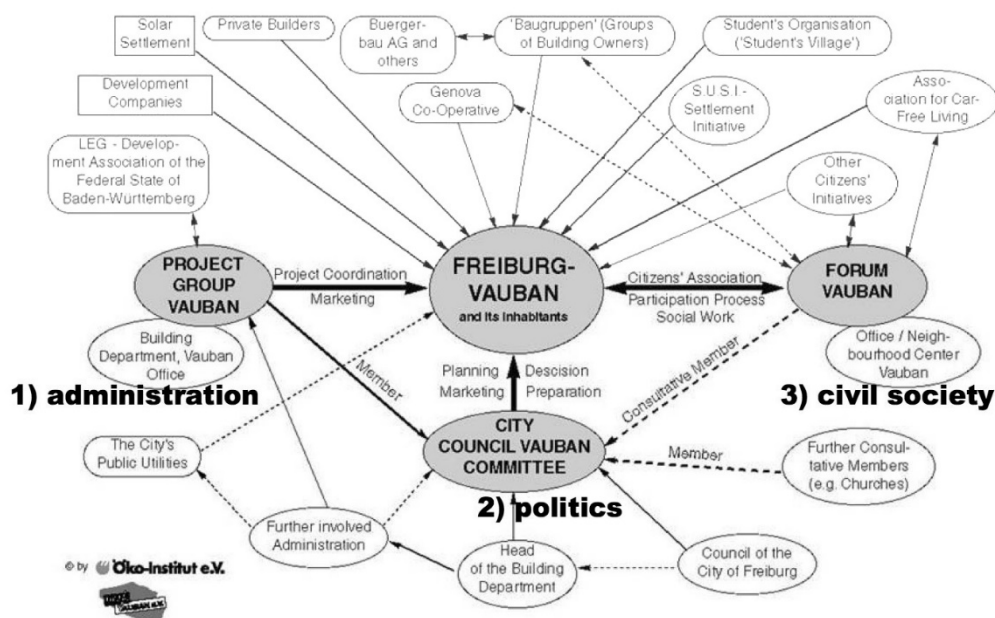 Solar
Settlement
Private Builders
Buerger-
bau AG and
others
'Baugruppen' (Groups
of Building Owners)
Student's Organisation
('Student's Village')
Development
Companies
Genova
Co-Operative
S.U.S.I.-
Settlement
Initiative
Asso-
ciation for Car-
Free Living
LEG - Develop-
ment Association of the
Federal State of
Baden-Württemberg
Other
Citizens'
Initiatives
PROJECT
GROUP
VAUBAN
Project Coordination
Marketing
FREIBURG-
VAUBAN
and its Inhabitants
Citizens' Association
Participation Process
Social Work
FORUM
VAUBAN
Building
Department, Vauban
Office
Office / Neigh-
bourhood Center
Vauban
1) administration
Member
Planning
Marketing
Descision
Preparation
Consultative Member
3) civil society
The City's
Public Utilities
CITY
COUNCIL VAUBAN
COMMITTEE
Member
Further Consul-
tative Members
(e.g. Churches)
2) politics
Further involved
Administration
Head
of the Building
Department
Council of the
City of Freiburg
© by Öko-Institut e.V.